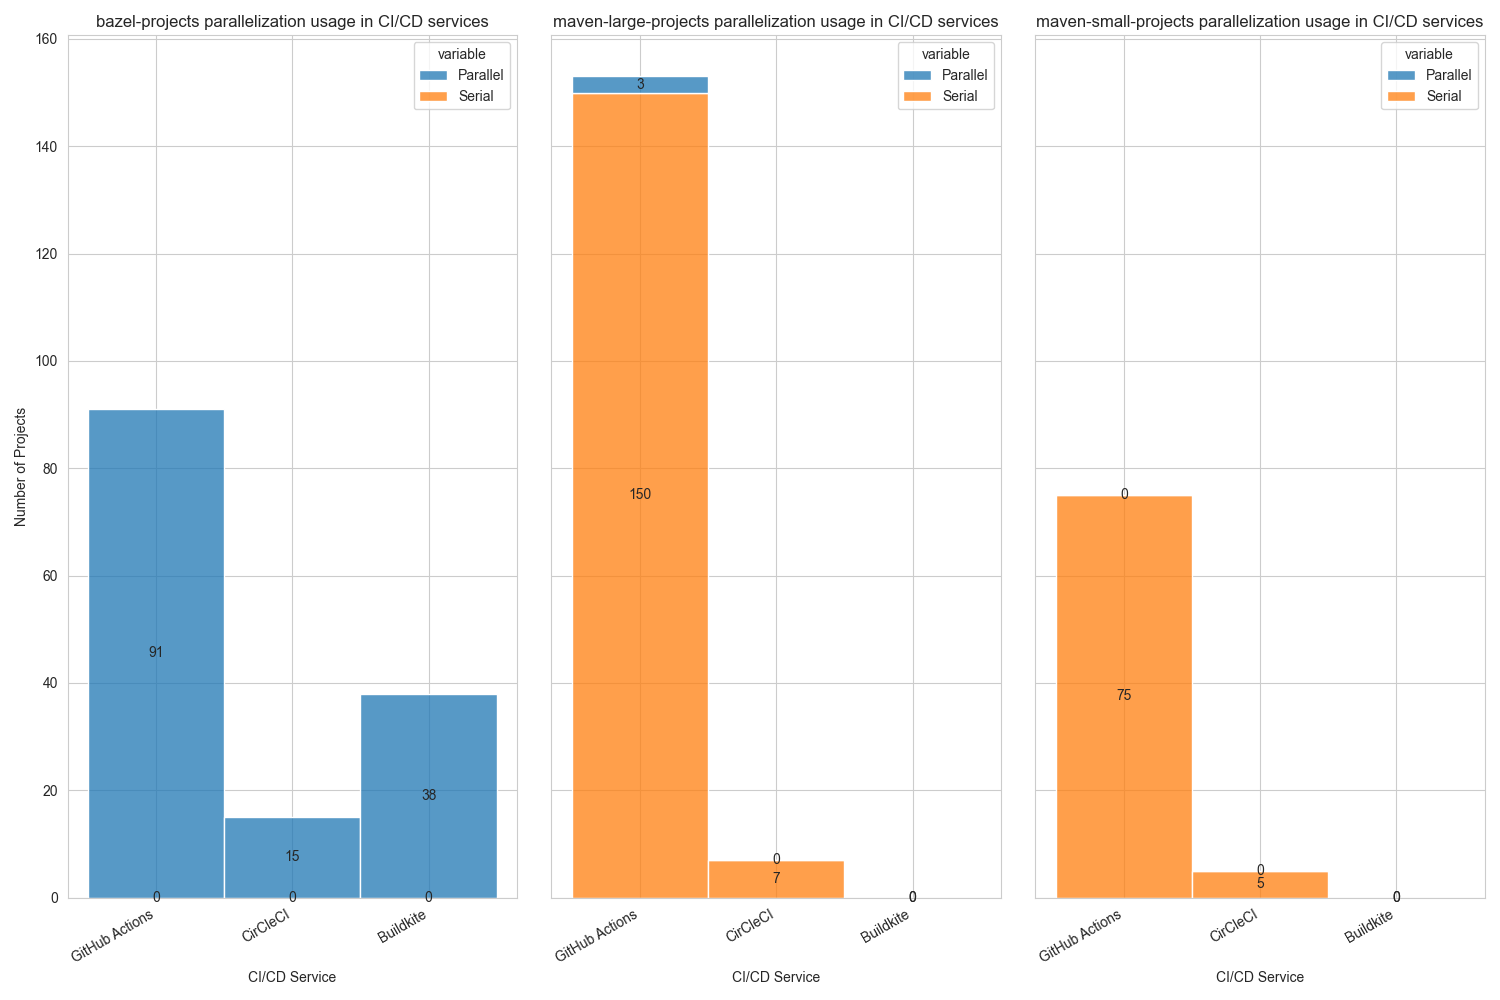 bazel-projects parallelization usage in CI/CD services
maven-large-projects parallelization usage in CI/CD services
maven-small-projects parallelization usage in CI/CD services
Number of Projects
160
140
120
100
80
60
40
20
0
variable
Parallel
Serial
91
0
15
0
38
0
GitHub Actions
CirCleCI
Buildkite
CI/CD Service
variable
Parallel
Serial
3
150
0
7
0
0
GitHub Actions
CirCleCI
Buildkite
CI/CD Service
variable
Parallel
Serial
0
75
0
5
0
0
GitHub Actions
CirCleCI
Buildkite
CI/CD Service